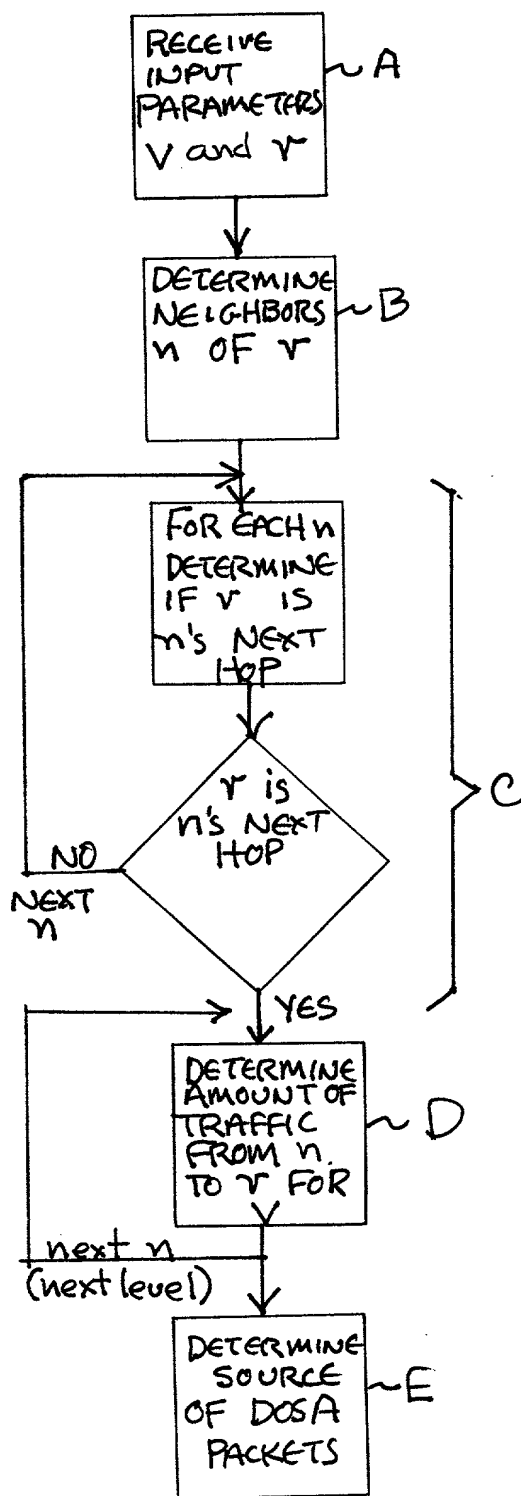 RECEIVE
INPUT
PARAMETERS
V and r
A
DETERMINE
NEIGHBORS
n OF r
B
FOR EACH n
DETERMINE
IF r IS
n's NEXT
HOP
r is
n's NEXT
HOP
C
NO
NEXT
n
YES
DETERMINE
AMOUNT OF
TRAFFIC
FROM n
TO r FOR
V
D
next n
(next level)
DETERMINE
SOURCE
OF DOSA
PACKETS
E